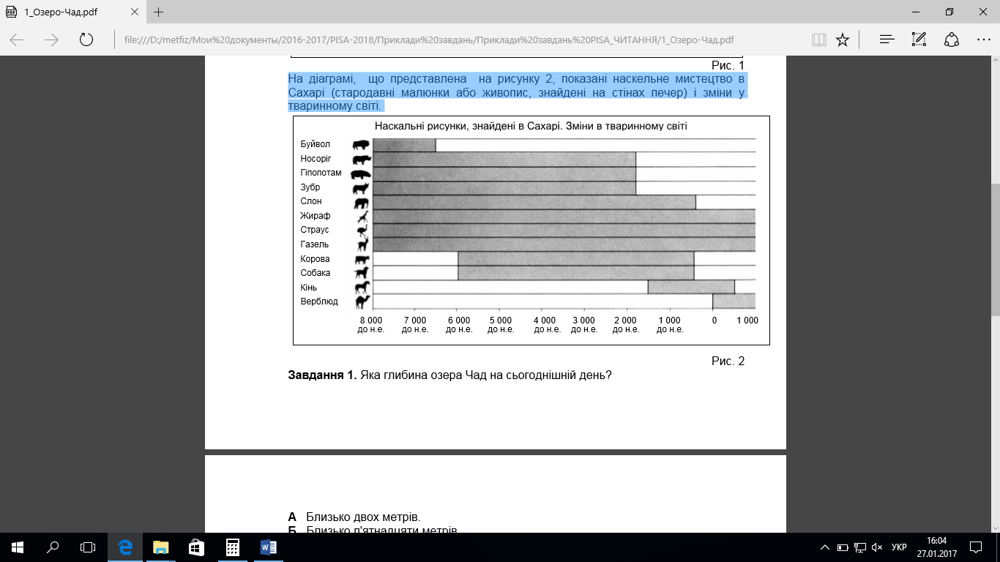 1_Озеро-Чад.pdf
file:///D:/metfiz/Мои%20документы/2016-2017/PISA-2018/Приклади%20завдань/Приклади%20завдань%20PISA_ЧИТАННЯ/1_Озеро-Чад.pdf
Рис. 1
На діаграмі, що представлена на рисунку 2, показані наскельне мистецтво в
Сахарі (стародавні малюнки або живопис, знайдені на стінах печер) і зміни у
тваринному світі.
Наскальні рисунки, знайдені в Сахарі. Зміни в тваринному світі
Буйвол
Носоріг
Гіпопотам
Зубр
Слон
Жираф
Страус
Газель
Корова
Собака
Кінь
Верблюд
8 000 7 000 6 000 5 000 4 000 3 000 2 000 1 000 0 1 000
до н.е. до н.е. до н.е. до н.е. до н.е. до н.е. до н.е. до н.е.
Рис. 2
Завдання 1. Яка глибина озера Чад на сьогоднішній день?
А Близько двох метрів.
Б Близько п'ятнадцяти метрів
16:04
УКР
27.01.2017